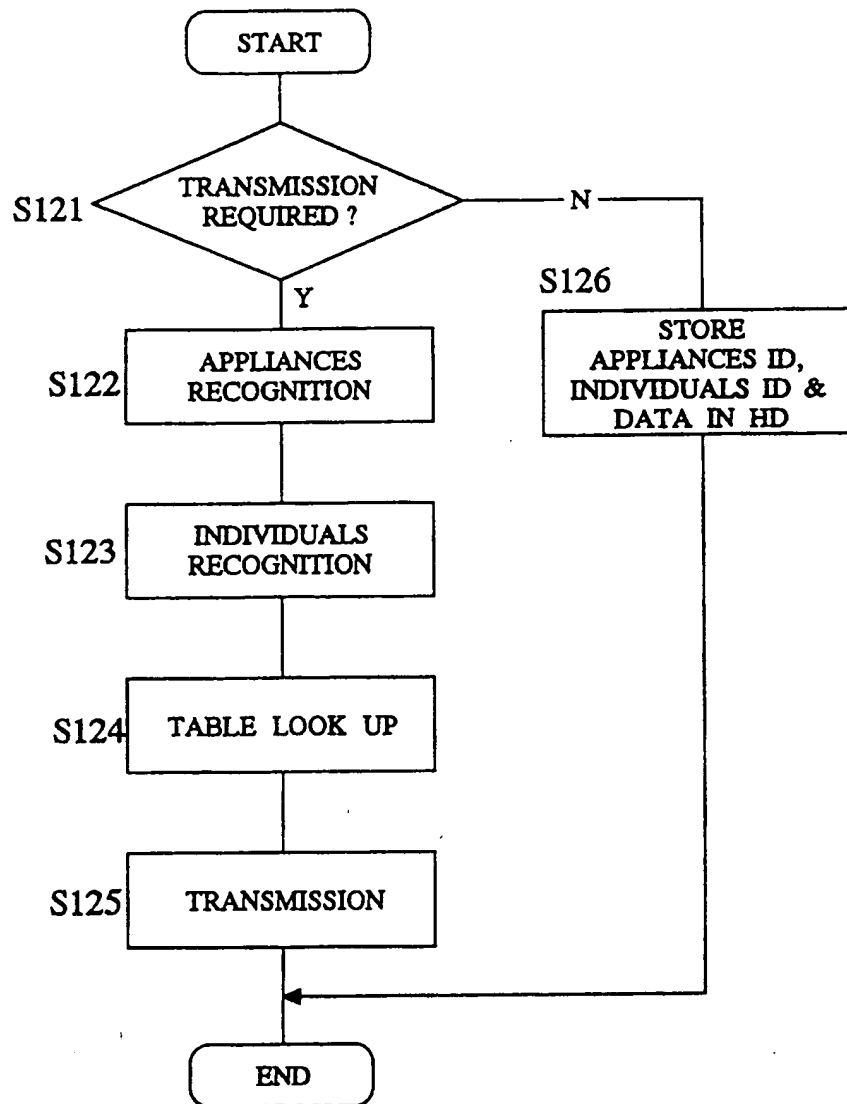 START
S121
TRANSMISSION
REQUIRED ?
N
Y
S126
STORE
APPLIANCES ID,
INDIVIDUALS ID &
DATA IN HD
S122
APPLIANCES
RECOGNITION
S123
INDIVIDUALS
RECOGNITION
S124
TABLE LOOK UP
S125
TRANSMISSION
END